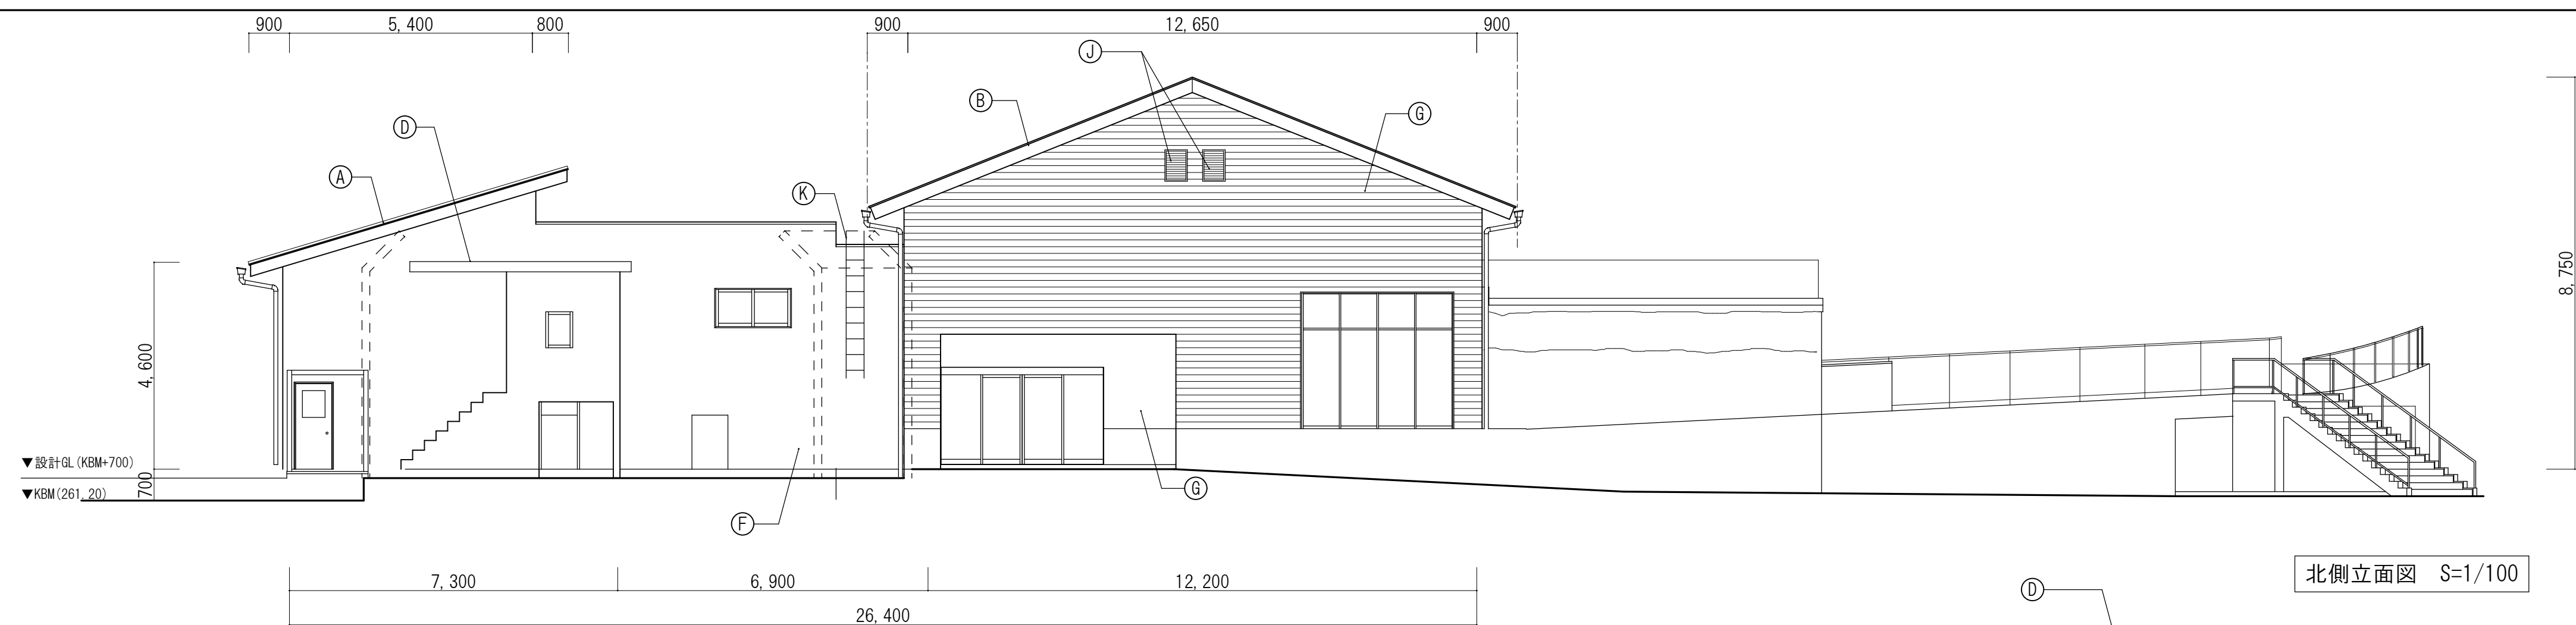 900 5,400 800 900 12,650 900
J
B
G
D
A
K
8,750
4,600
▼設計GL(KBM+700)
700
▼KBM(261,20)
G
F
北側立面図 S=1/100
7,300 6,900 12,200
D
26,400